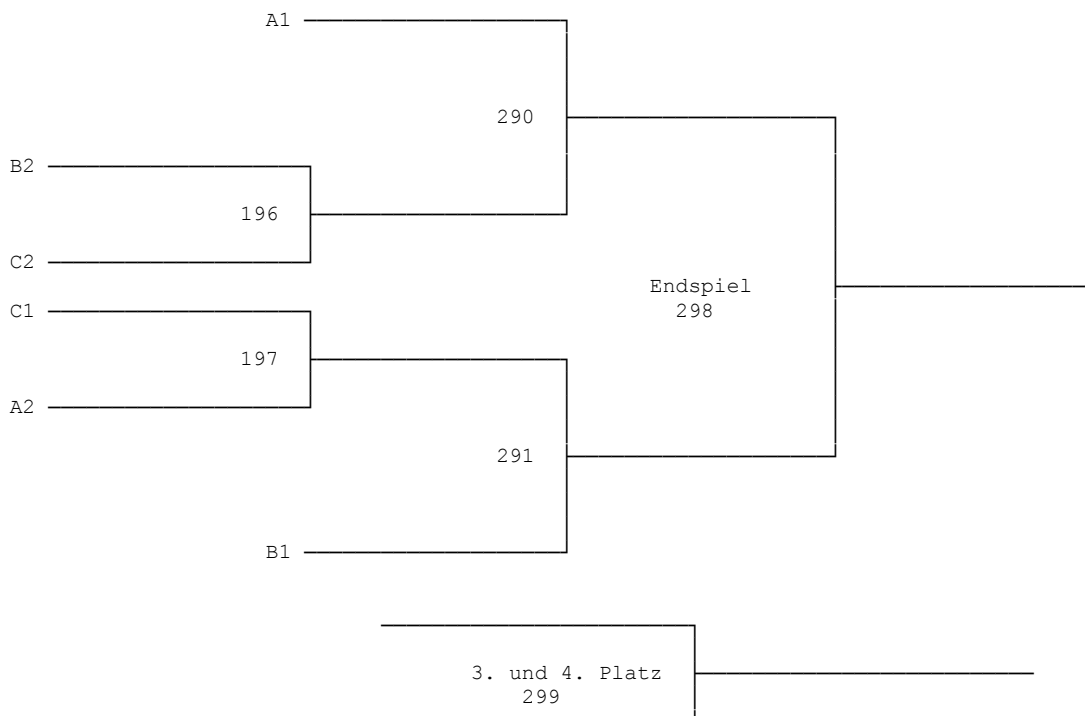 A1
290
B2
196
C2
Endspiel
C1
298
197
A2
291
B1
3. und 4. Platz
299